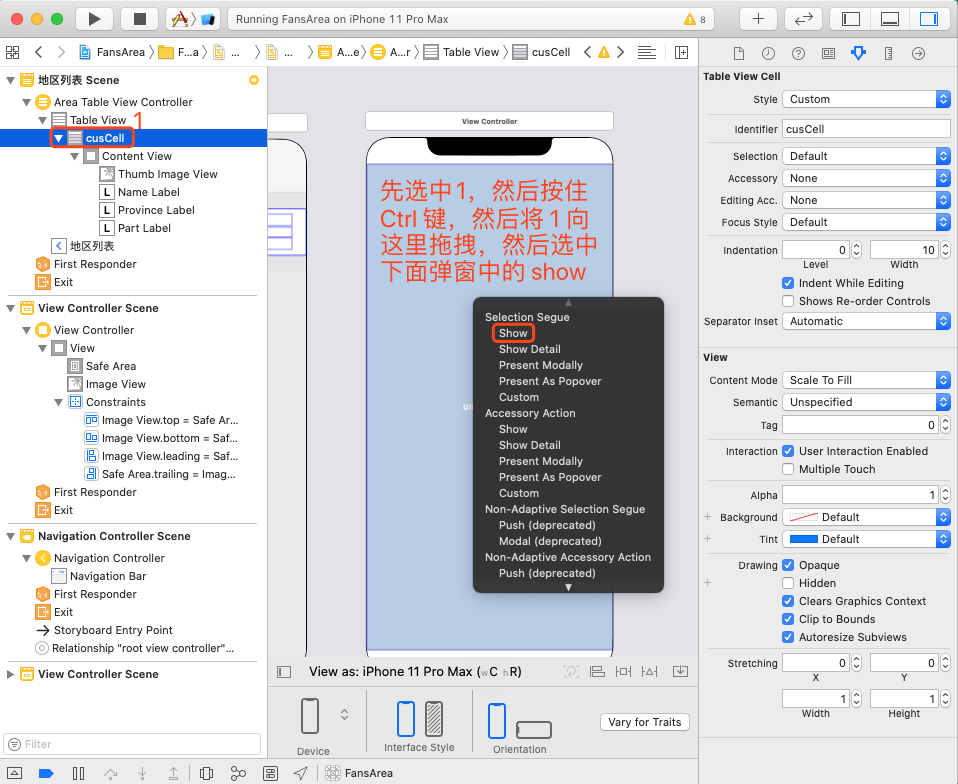 Running FansArea on iPhone 11 Pro Max
8
FansArea
F...a
...
...
A...e
A...r
Table View
cusCell
地区列表 Scene
Area Table View Controller
Table View
1
cusCell
Content View
Thumb Image View
L Name Label
L Province Label
L Part Label
地区列表
First Responder
Exit
View Controller Scene
View Controller
View
Safe Area
Image View
Constraints
Image View.top = Safe Ar...
Image View.bottom = Saf...
Image View.leading = Saf...
Safe Area.trailing = Imag...
First Responder
Exit
Navigation Controller Scene
Navigation Controller
Navigation Bar
First Responder
Exit
Storyboard Entry Point
Relationship "root view controller"...
View Controller Scene
Filter
View Controller
先选中1，然后按住
Ctrl 键，然后将 1 向
这里拖拽，然后选中
下面弹窗中的 show
UI
Selection Segue
Show
Show Detail
Present Modally
Present As Popover
Custom
Accessory Action
Show
Show Detail
Present Modally
Present As Popover
Custom
Non-Adaptive Selection Segue
Push (deprecated)
Modal (deprecated)
Non-Adaptive Accessory Action
Push (deprecated)
View as: iPhone 11 Pro Max (wC hR)
Device
Interface Style
Orientation
Vary for Traits
FansArea
Table View Cell
Style Custom
Identifier cusCell
Selection Default
Accessory None
Editing Acc. None
Focus Style Default
Indentation 0 10
Level Width
Indent While Editing
Shows Re-order Controls
Separator Inset Automatic
View
Content Mode Scale To Fill
Semantic Unspecified
Tag 0
Interaction User Interaction Enabled
Multiple Touch
Alpha 1
+ Background Default
+ Tint Default
Drawing Opaque
+ Hidden
Clears Graphics Context
Clip to Bounds
Autoresize Subviews
Stretching 0 0
X Y
1 1
Width Height